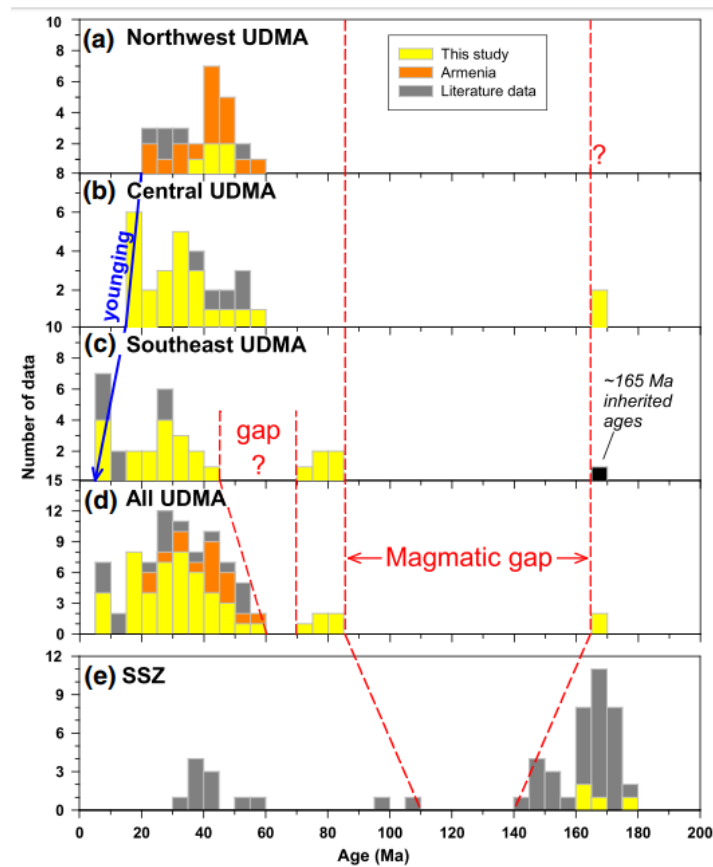 (a) Northwest UDMA
This study
Armenia
Literature data
10
8
6
4
2
8
?
(b) Central UDMA
6
4
2
10
younging
(c) Southeast UDMA
8
6
4
2
15
gap
?
~165 Ma
inherited
ages
Number of data
(d) All UDMA
12
9
6
3
0
Magmatic gap
(e) SSZ
12
9
6
3
0
0 20 40 60 80 100 120 140 160 180 200
Age (Ma)